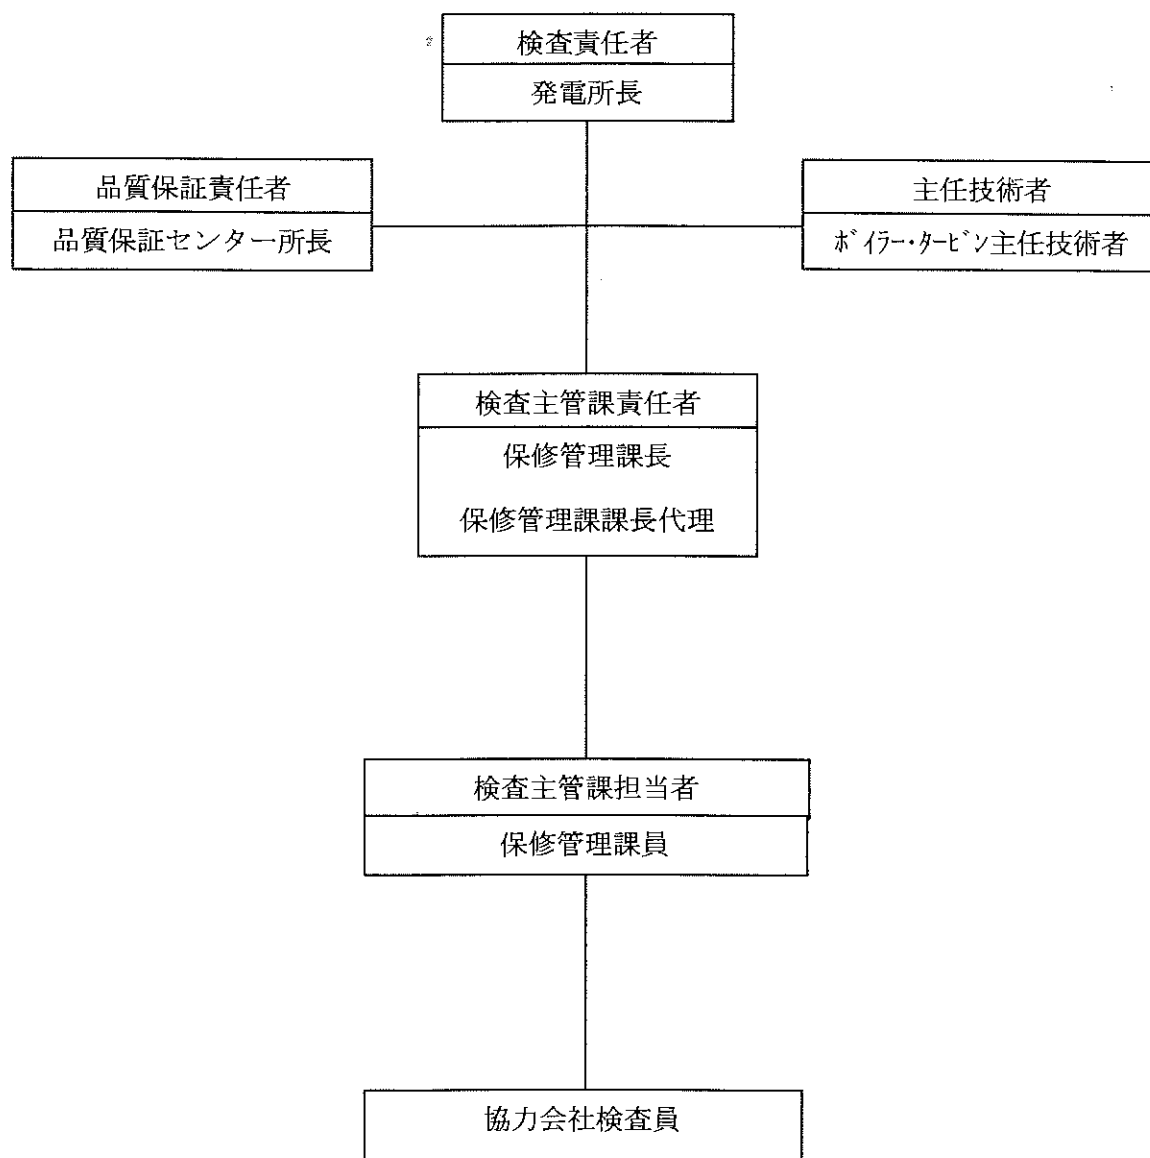 検査責任者
発電所長
品質保証責任者
品質保証センター所長
主任技術者
ﾎﾞｲﾗｰ・ﾀｰﾋﾞﾝ主任技術者
検査主管課責任者
保修管理課長
保修管理課課長代理
検査主管課担当者
保修管理課員
協力会社検査員